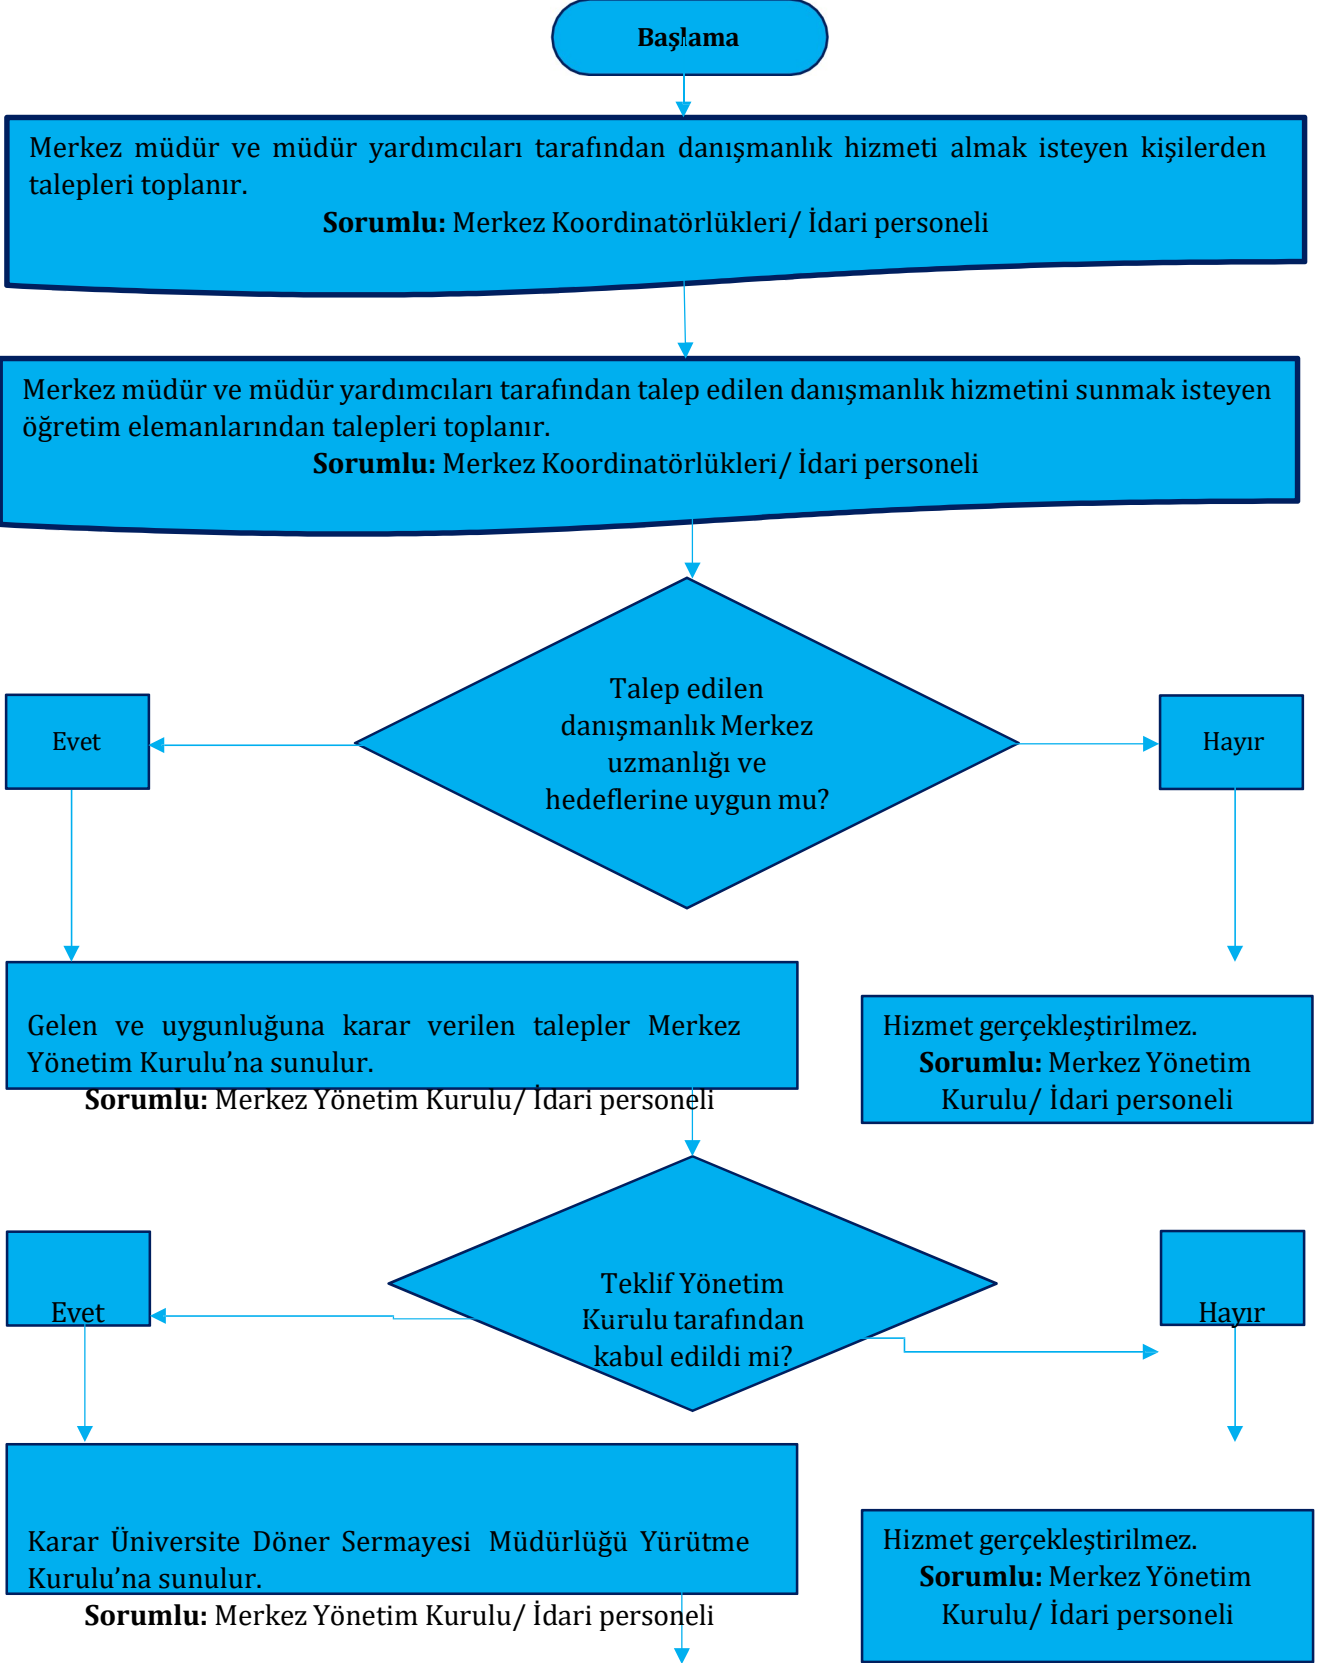 Başlama
Merkez müdür ve müdür yardımcıları tarafından danışmanlık hizmeti almak isteyen kişilerden
talepleri toplanır.
Sorumlu: Merkez Koordinatörlükleri/ İdari personeli
Merkez müdür ve müdür yardımcıları tarafından talep edilen danışmanlık hizmetini sunmak isteyen
öğretim elemanlarından talepleri toplanır.
Sorumlu: Merkez Koordinatörlükleri/ İdari personeli
Talep edilen
danışmanlık Merkez
uzmanlığı ve
hedeflerine uygun mu?
Evet
Hayır
Gelen ve uygunluğuna karar verilen talepler Merkez
Yönetim Kurulu’na sunulur.
Sorumlu: Merkez Yönetim Kurulu/ İdari personeli
Hizmet gerçekleştirilmez.
Sorumlu: Merkez Yönetim
Kurulu/ İdari personeli
Teklif Yönetim
Kurulu tarafından
kabul edildi mi?
Evet
Hayır
Karar Üniversite Döner Sermayesi Müdürlüğü Yürütme
Kurulu’na sunulur.
Sorumlu: Merkez Yönetim Kurulu/ İdari personeli
Hizmet gerçekleştirilmez.
Sorumlu: Merkez Yönetim
Kurulu/ İdari personeli